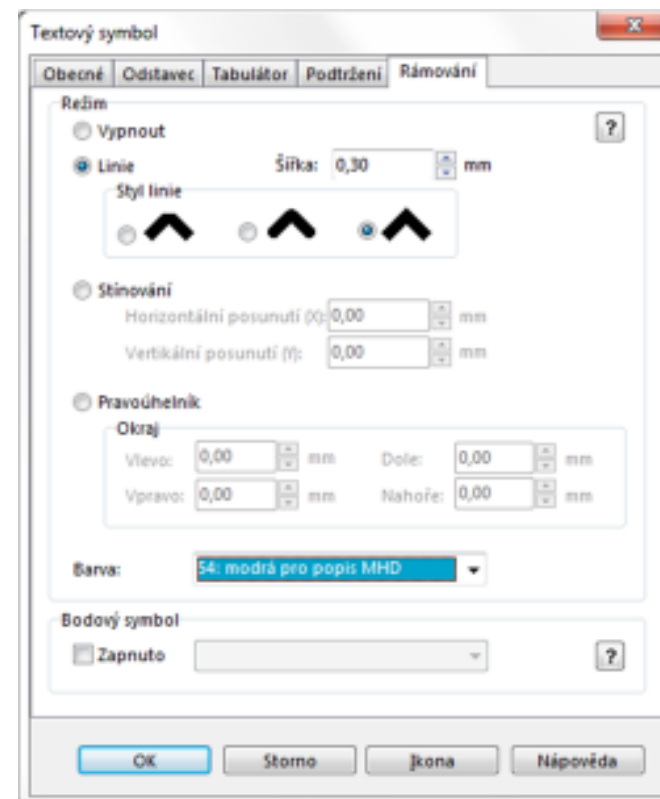 Textový symbol
Obecné Odstavec Tabulátor Podtržení Rámování
Režim
Vypnout ?
Linie Šířka: 0,30 mm
Styl linie
Stínování
Horizontální posunutí (X): 0,00 mm
Vertikální posunutí (Y): 0,00 mm
Pravoúhelník
Okraj
Vlevo: 0,00 mm Dole: 0,00 mm
Vpravo: 0,00 mm Nahoře: 0,00 mm
Barva: 54: modrá pro popis MHD
Bodový symbol
Zapnuto ?
OK Storno Ikona Nápověda